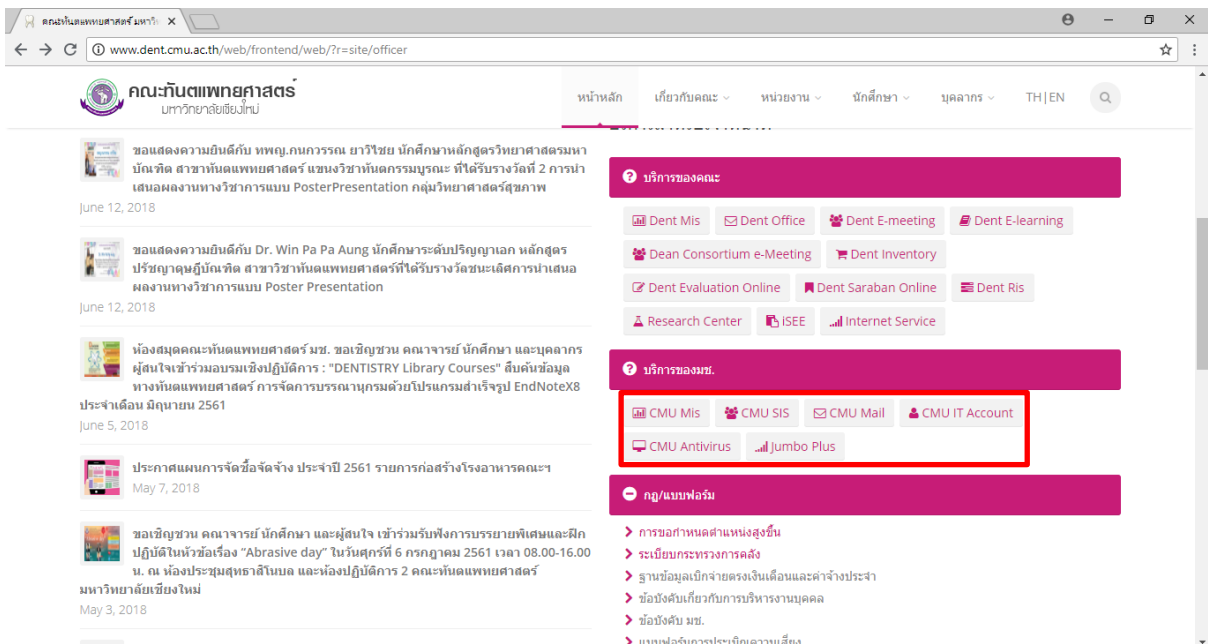 คณะทันตแพทยศาสตร์ มหาวิ
www.dent.cmu.ac.th/web/frontend/web/?r=site/officer
คณะทันตแพทยศาสตร์
มหาวิทยาลัยเชียงใหม่
หน้าหลัก เกี่ยวกับคณะ หน่วยงาน นักศึกษา บุคลากร TH|EN
ขอแสดงความยินดีกับ ทพญ.กนกวรรณ ยาวิไชย นักศึกษาหลักสูตรวิทยาศาสตรมหา
บัณฑิต สาขาทันตแพทยศาสตร์ แขนงวิชาทันตกรรมบูรณะ ที่ได้รับรางวัลที่ 2 การนำ
เสนอผลงานทางวิชาการแบบ PosterPresentation กลุ่มวิทยาศาสตร์สุขภาพ
June 12, 2018
ขอแสดงความยินดีกับ Dr. Win Pa Pa Aung นักศึกษาระดับปริญญาเอก หลักสูตร
ปรัชญาดุษฎีบัณฑิต สาขาวิชาทันตแพทยศาสตร์ที่ได้รับรางวัลชนะเลิศการนำเสนอ
ผลงานทางวิชาการแบบ Poster Presentation
June 12, 2018
ห้องสมุดคณะทันตแพทยศาสตร์ มช. ขอเชิญชวน คณาจารย์ นักศึกษา และบุคลากร
ผู้สนใจเข้าร่วมอบรมเชิงปฏิบัติการ : "DENTISTRY Library Courses" สืบค้นข้อมูล
ทางทันตแพทยศาสตร์ การจัดการบรรณานุกรมด้วยโปรแกรมสำเร็จรูป EndNoteX8
ประจำเดือน มิถุนายน 2561
June 5, 2018
ประกาศแผนการจัดซื้อจัดจ้าง ประจำปี 2561 รายการก่อสร้างโรงอาหารคณะฯ
May 7, 2018
ขอเชิญชวน คณาจารย์ นักศึกษา และผู้สนใจ เข้าร่วมรับฟังการบรรยายพิเศษและฝึก
ปฏิบัติในหัวข้อเรื่อง “Abrasive day” ในวันศุกร์ที่ 6 กรกฎาคม 2561 เวลา 08.00-16.00
น. ณ ห้องประชุมสุทธาสิโนบล และห้องปฏิบัติการ 2 คณะทันตแพทยศาสตร์
มหาวิทยาลัยเชียงใหม่
May 3, 2018
บริการของคณะ
Dent Mis Dent Office Dent E-meeting Dent E-learning
Dean Consortium e-Meeting Dent Inventory
Dent Evaluation Online Dent Saraban Online Dent Ris
Research Center iSEE Internet Service
บริการของมช.
CMU Mis CMU SIS CMU Mail CMU IT Account
CMU Antivirus Jumbo Plus
กฏ/แบบฟอร์ม
การขอกำหนดตำแหน่งสูงขึ้น
ระเบียบกระทรวงการคลัง
ฐานข้อมูลเบิกจ่ายตรงเงินเดือนและค่าจ้างประจำ
ข้อบังคับเกี่ยวกับการบริหารงานบุคคล
ข้อบังคับ มช.
แบบฟอร์มการประเมินความเสี่ยง